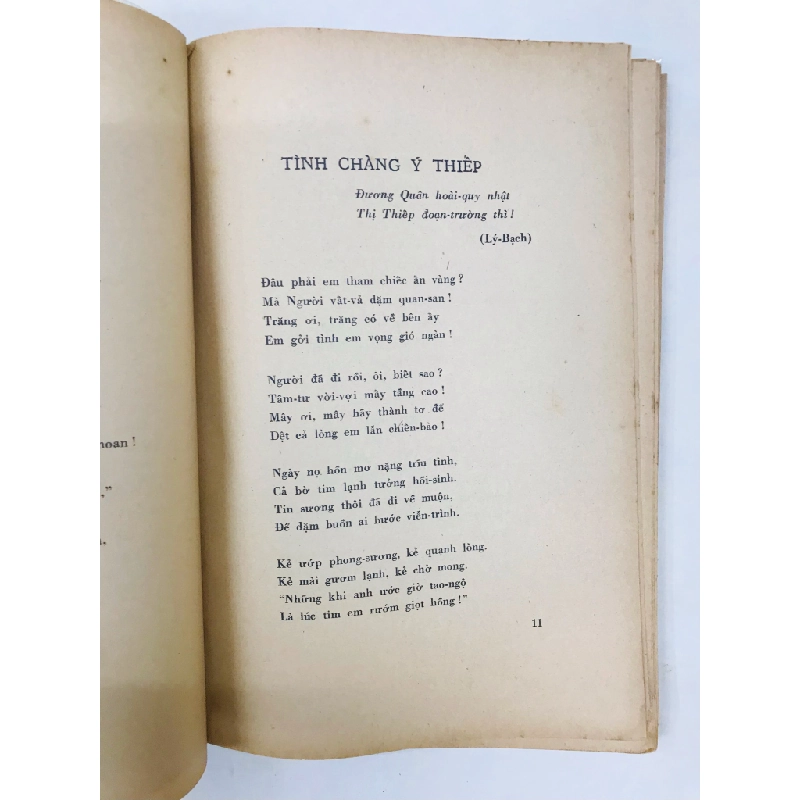 hoan !
,"
TÌNH CHÀNG Ý THIẾP
Đương Quân hoài-quy nhật
Thị Thiếp đoạn-trường thì !
(Lý-Bạch)
Đâu phải em tham chiếc ấn vàng ?
Mà Người vất-vả dặm quan-san !
Trăng ơi, trăng có về bên ấy
Em gởi tình em vọng gió ngàn !
Người đã đi rồi, ôi, biết sao ?
Tâm-tư vời-vợi mấy tầng cao !
Mây ơi, mây hãy thành tơ để
Dệt cả lòng em lẫn chiến-bào !
Ngày nọ hồn mơ nặng trĩu tình,
Cả bờ tim lạnh tưởng hồi-sinh.
Tin sương thôi đã đi về muộn,
Để dặm buồn ai bước viễn-trình.
Kẻ ướp phong-sương, kẻ quạnh lòng.
Kẻ mài gươm lạnh, kẻ chờ mong.
"Những khi anh ước giờ tao-ngộ
Là lúc tim em rướm giọt hồng !"
11